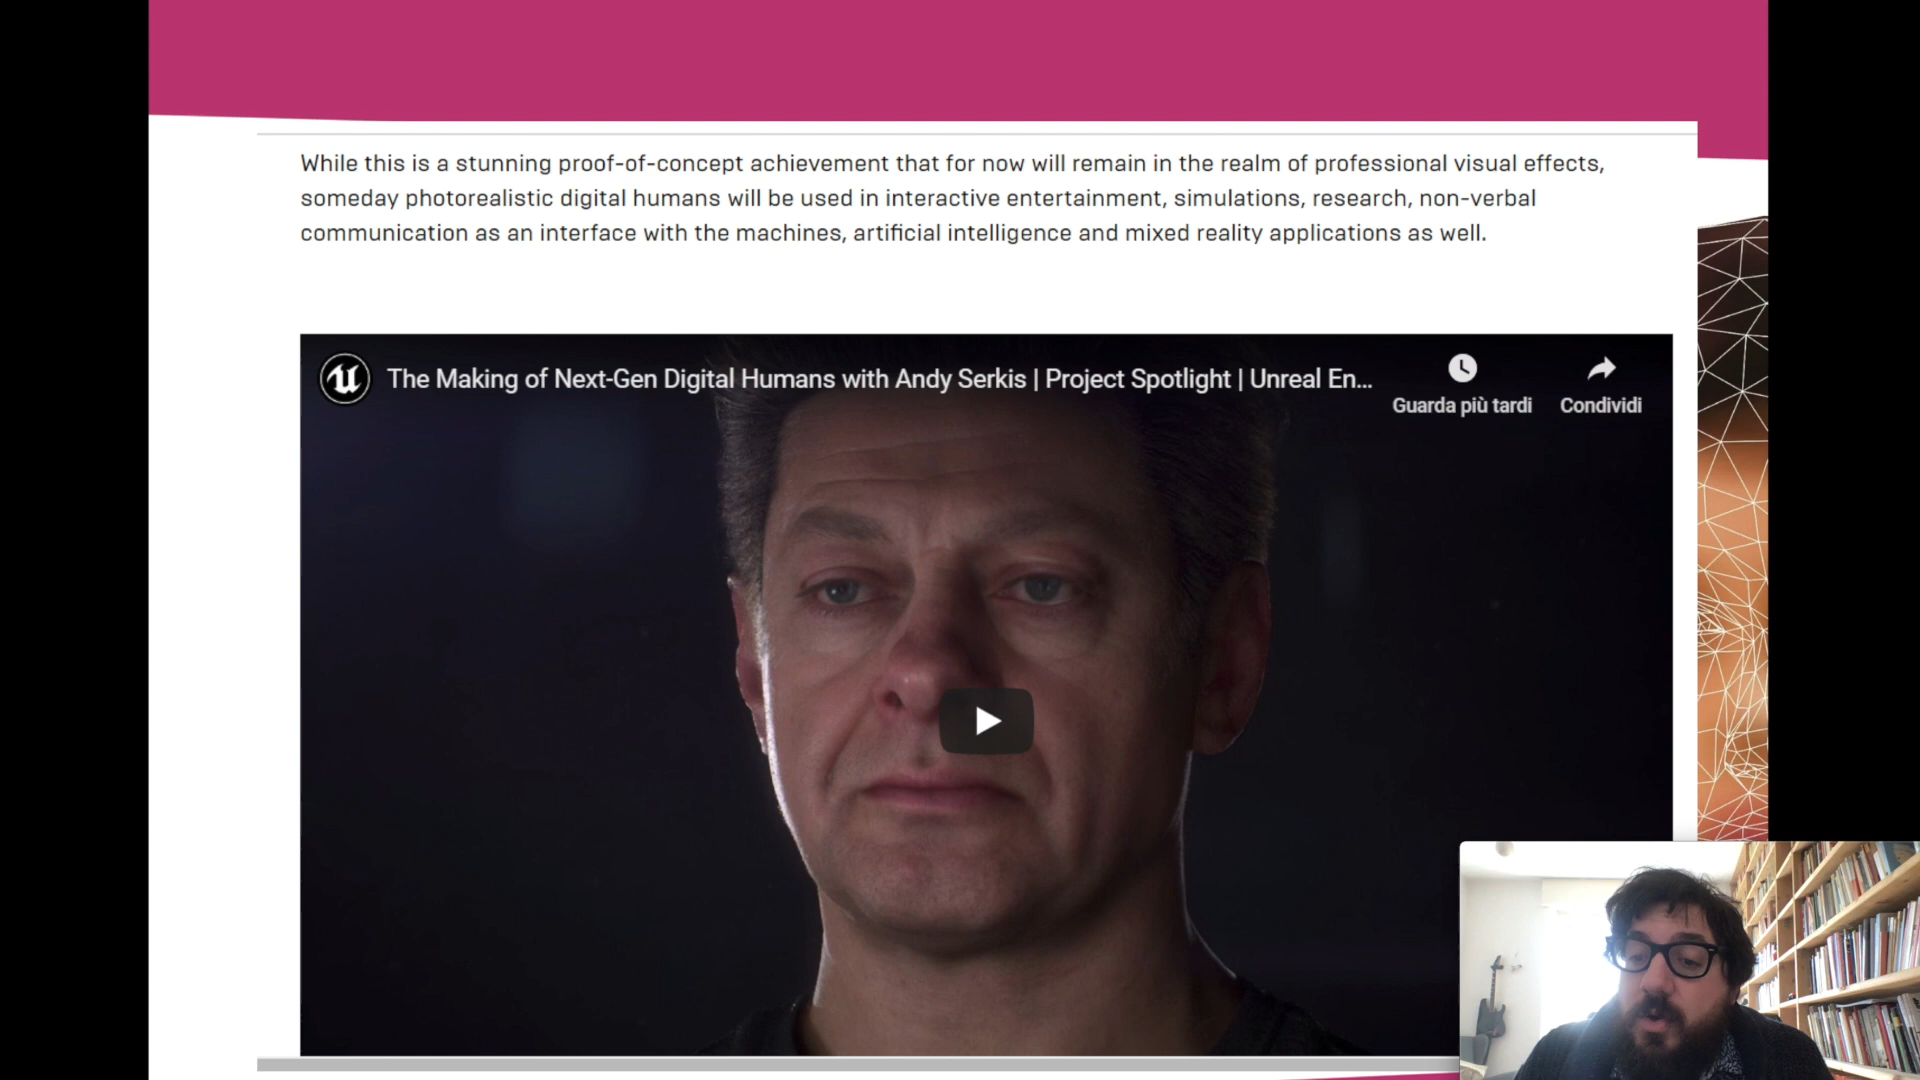 While this is a stunning proof-of-concept achievement that for now will remain in the realm of professional visual effects,
someday photorealistic digital humans will be used in interactive entertainment, simulations, research, non-verbal
communication as an interface with the machines, artificial intelligence and mixed reality applications as well.
The Making of Next-Gen Digital Humans with Andy Serkis | Project Spotlight | Unreal En...
Guarda più tardi
Condividi